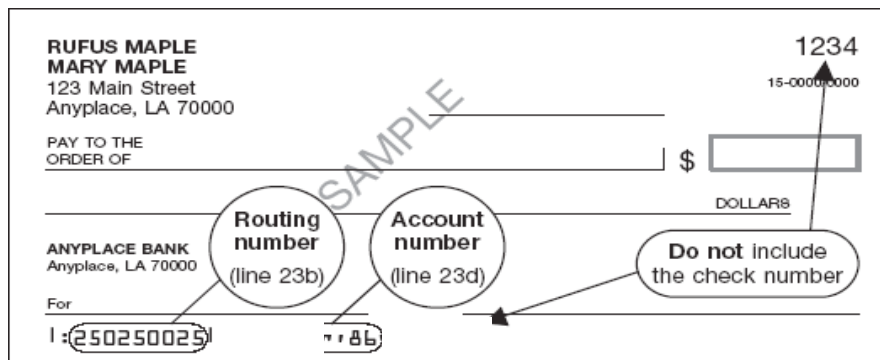 RUFUS MAPLE
MARY MAPLE
123 Main Street
Anyplace, LA 70000
1234
15-0000/0000
SAMPLE
PAY TO THE
ORDER OF
$
DOLLARS
Routing
number
(line 23b)
Account
number
(line 23d)
Do not include
the check number
ANYPLACE BANK
Anyplace, LA 70000
For
|:250250025|
86